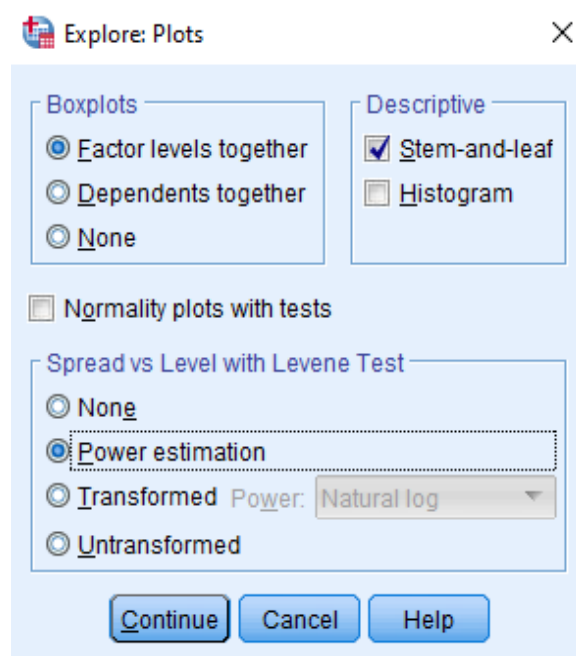 Explore: Plots
Boxplots
Factor levels together
Dependents together
None
Descriptive
Stem-and-leaf
Histogram
Normality plots with tests
Spread vs Level with Levene Test
None
Power estimation
Transformed Power: Natural log
Untransformed
Continue Cancel Help